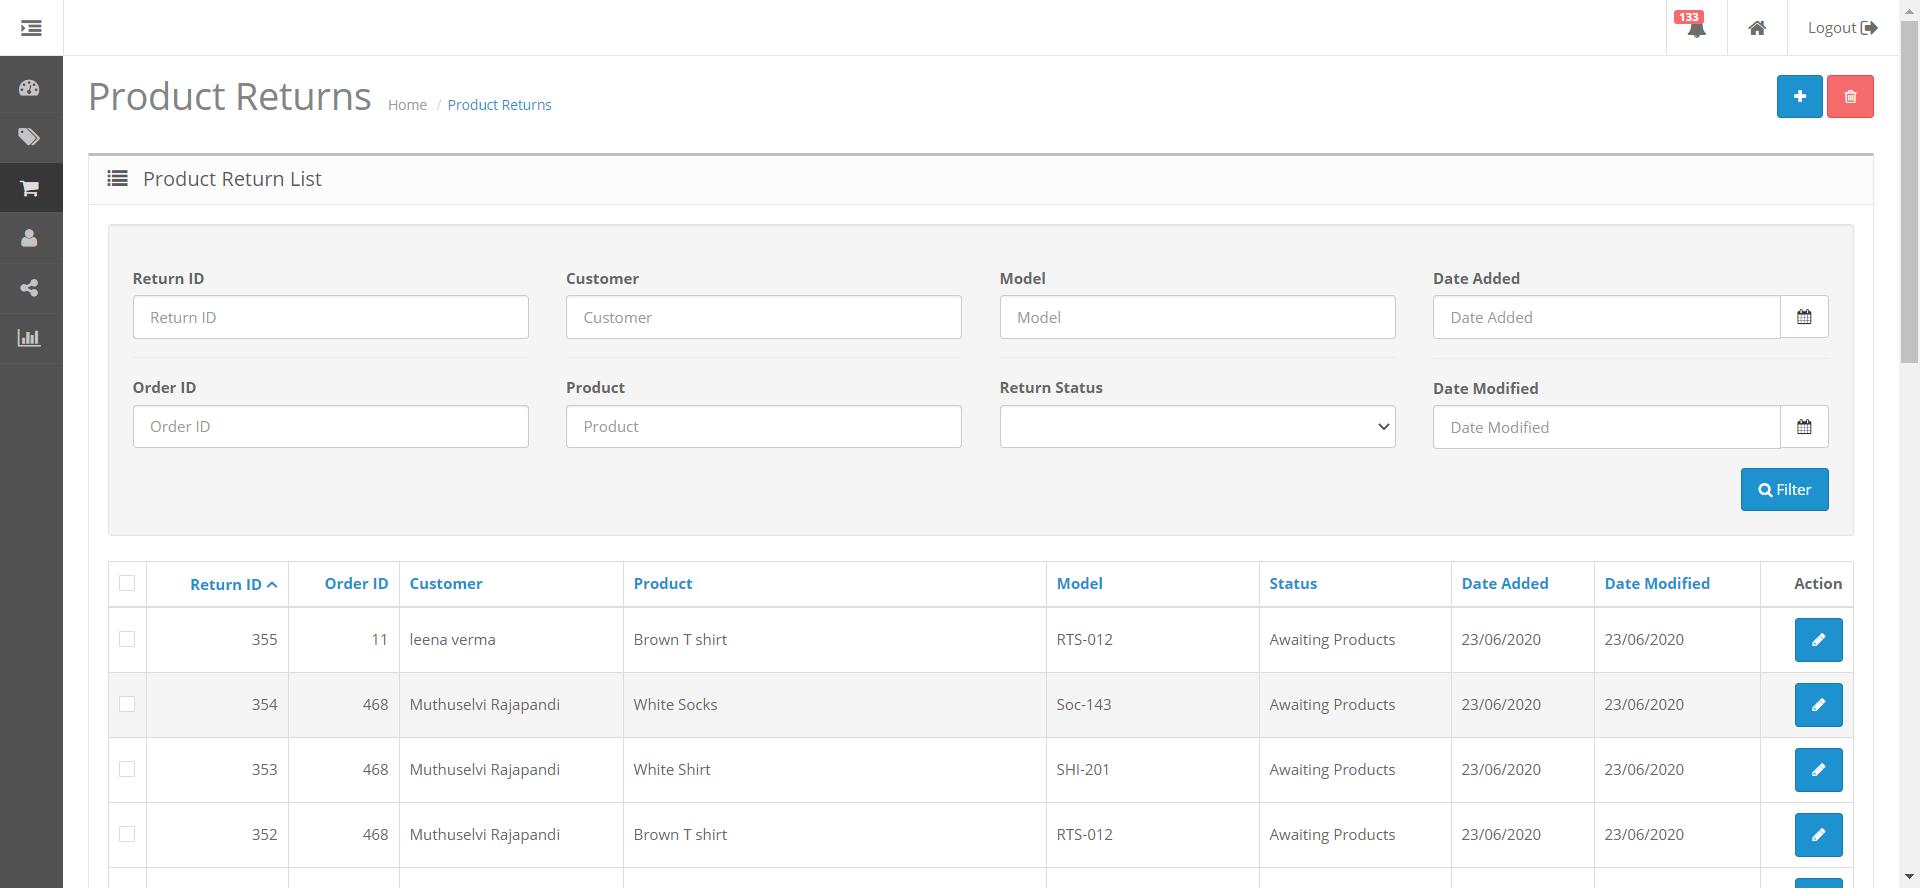 133
Logout
Product Returns
Home / Product Returns
Product Return List
Return ID
Customer
Model
Date Added
Return ID
Customer
Model
Date Added
Order ID
Product
Return Status
Date Modified
Order ID
Product
Date Modified
Filter
Return ID Order ID Customer Product Model Status Date Added Date Modified Action
355 11 leena verma Brown T shirt RTS-012 Awaiting Products 23/06/2020 23/06/2020
354 468 Muthuselvi Rajapandi White Socks Soc-143 Awaiting Products 23/06/2020 23/06/2020
353 468 Muthuselvi Rajapandi White Shirt SHI-201 Awaiting Products 23/06/2020 23/06/2020
352 468 Muthuselvi Rajapandi Brown T shirt RTS-012 Awaiting Products 23/06/2020 23/06/2020